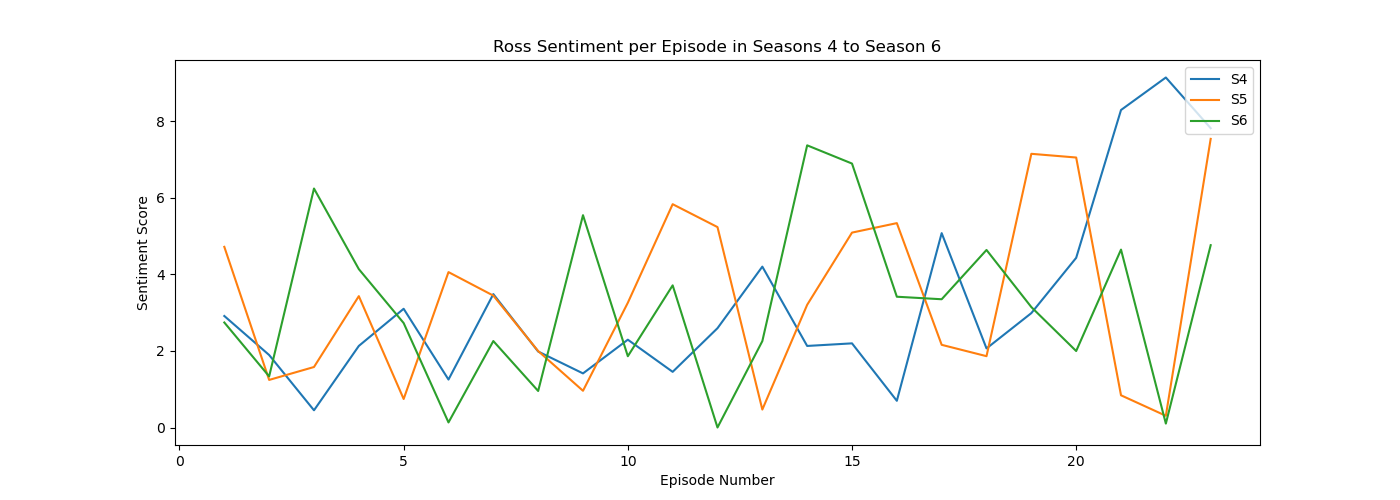 Ross Sentiment per Episode in Seasons 4 to Season 6
S4
S5
S6
Sentiment Score
8
6
4
2
0
0 5 10 15 20
Episode Number